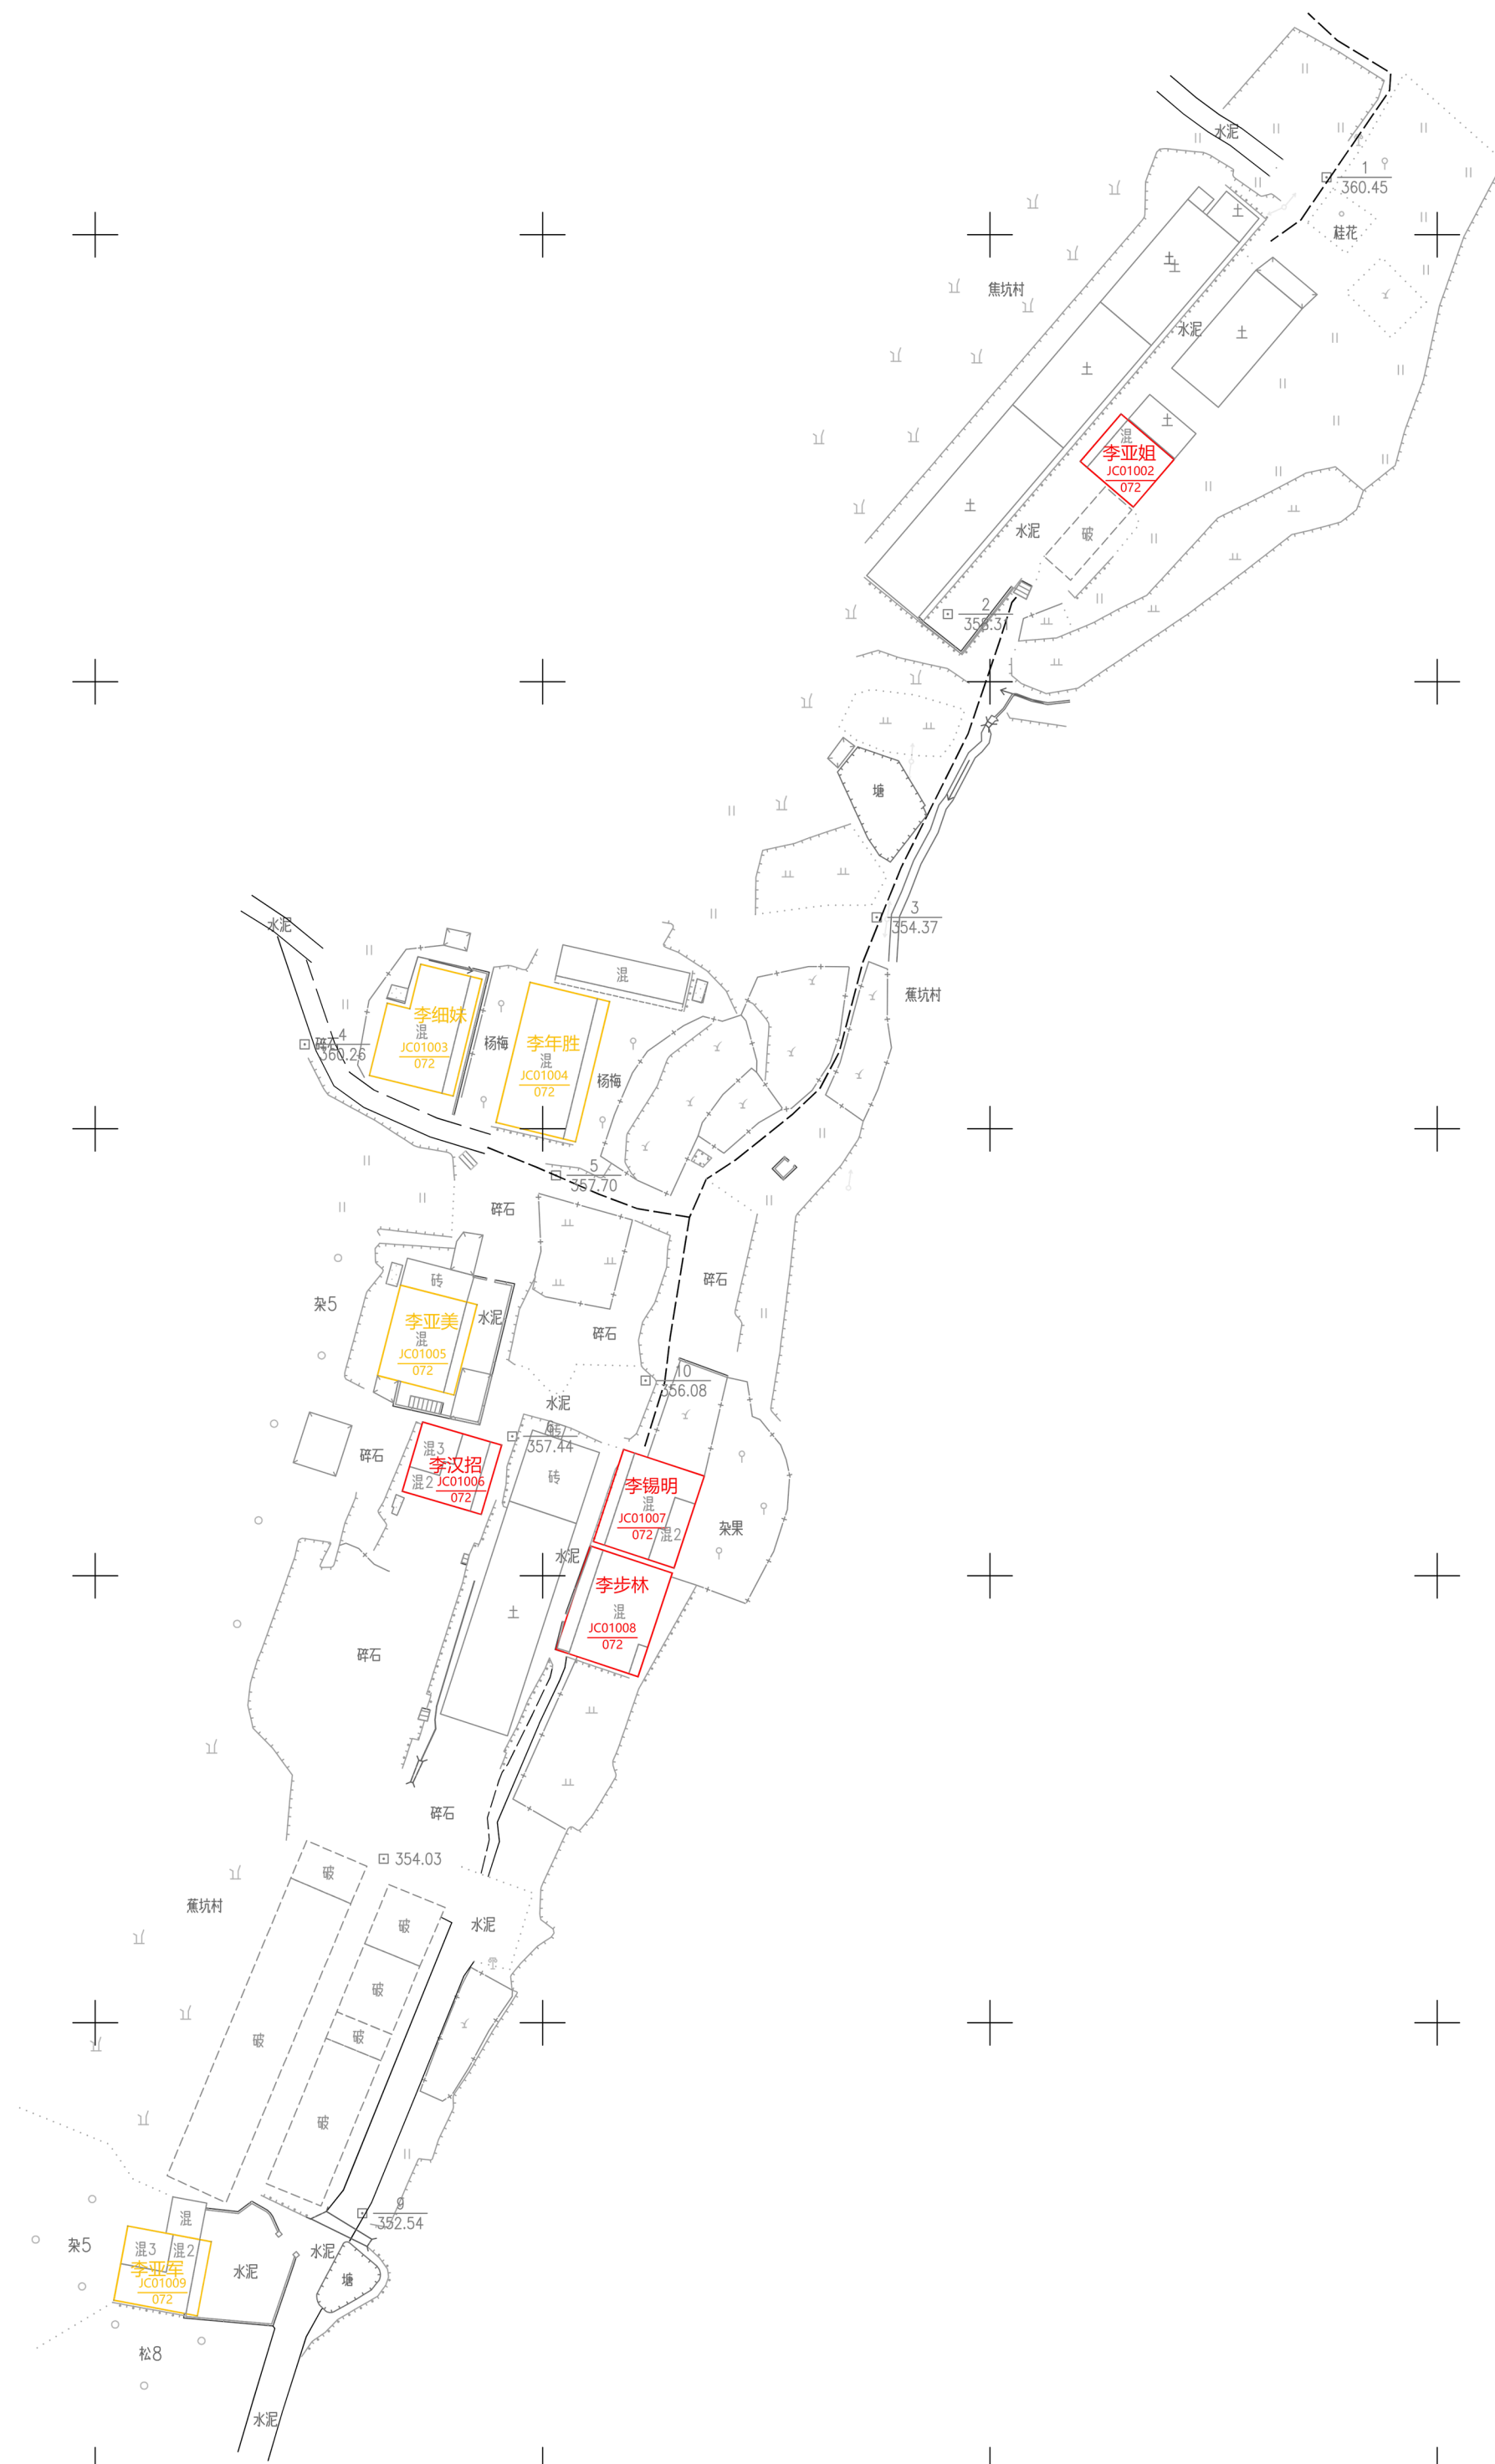 水泥
1
360.45
土
桂花
土
土
焦坑村
水泥
土
土
土
混
李亚姐
JC01002
072
土
水泥
破
2
358.31
塘
3
354.37
水泥
混
蕉坑村
李细妹
混
JC01003
072
4
碎石
360.26
杨梅
李年胜
混
JC01004
072
杨梅
5
357.70
碎石
碎石
砖
杂5
李亚美
混
JC01005
072
水泥
碎石
10
356.08
水泥
6
砖
357.44
混3
李汉招
混2
JC01006
072
碎石
砖
李锡明
混
JC01007
072
混2
杂果
水泥
李步林
混
JC01008
072
土
碎石
碎石
354.03
破
蕉坑村
破
水泥
破
破
破
破
9
352.54
混
杂5
混3
混2
李亚军
JC01009
072
水泥
水泥
塘
松8
水泥